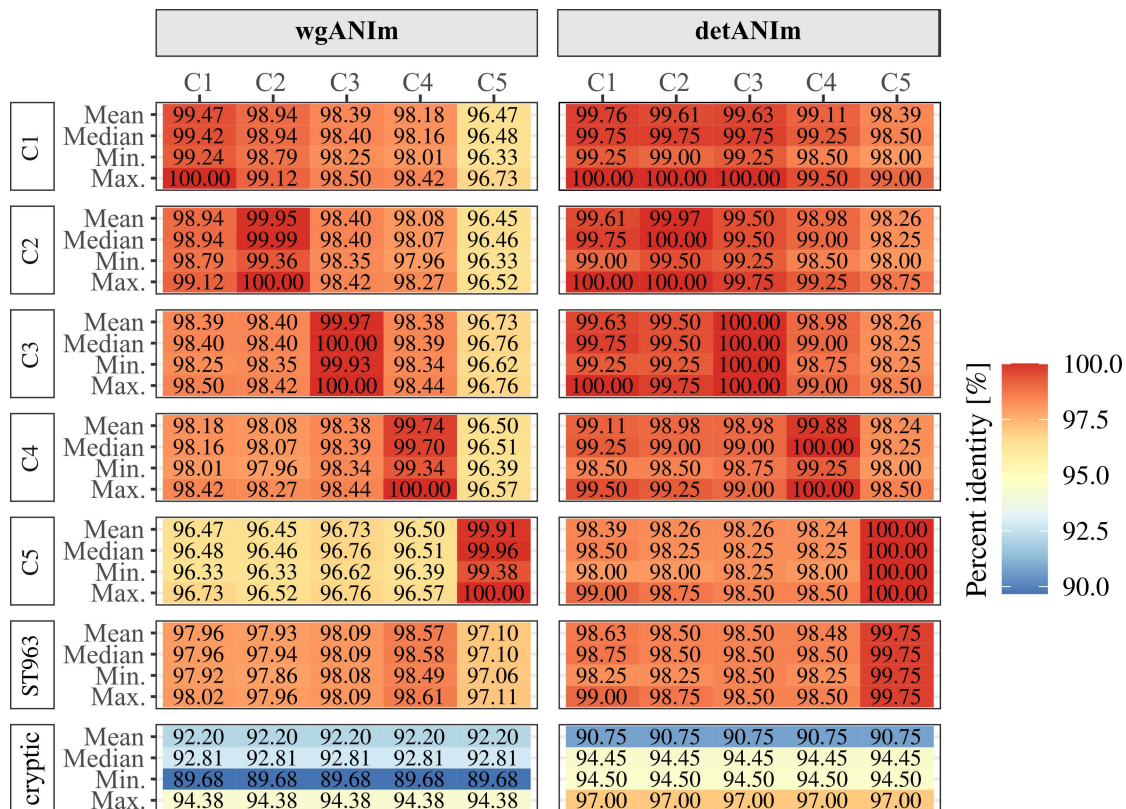 wgANIm detANIm
C1 C2 C3 C4 C5 C1 C2 C3 C4 C5
C1
Mean 99.47 98.94 98.39 98.18 96.47 99.76 99.61 99.63 99.11 98.39
Median 99.42 98.94 98.40 98.16 96.48 99.75 99.75 99.75 99.25 98.50
Min. 99.24 98.79 98.25 98.01 96.33 99.25 99.00 99.25 98.50 98.00
Max. 100.00 99.12 98.50 98.42 96.73 100.00 100.00 100.00 99.50 99.00
C2
Mean 98.94 99.95 98.40 98.08 96.45 99.61 99.97 99.50 98.98 98.26
Median 98.94 99.99 98.40 98.07 96.46 99.75 100.00 99.50 99.00 98.25
Min. 98.79 99.36 98.35 97.96 96.33 99.00 99.50 99.25 98.50 98.00
Max. 99.12 100.00 98.42 98.27 96.52 100.00 100.00 99.75 99.25 98.75
C3
Mean 98.39 98.40 99.97 98.38 96.73 99.63 99.50 100.00 98.98 98.26
Median 98.40 98.40 100.00 98.39 96.76 99.75 99.50 100.00 99.00 98.25
Min. 98.25 98.35 99.93 98.34 96.62 99.25 99.25 100.00 98.75 98.25
Max. 98.50 98.42 100.00 98.44 96.76 100.00 99.75 100.00 99.00 98.50
C4
Mean 98.18 98.08 98.38 99.74 96.50 99.11 98.98 98.98 99.88 98.24
Median 98.16 98.07 98.39 99.70 96.51 99.25 99.00 99.00 100.00 98.25
Min. 98.01 97.96 98.34 99.34 96.39 98.50 98.50 98.75 99.25 98.00
Max. 98.42 98.27 98.44 100.00 96.57 99.50 99.25 99.00 100.00 98.50
C5
Mean 96.47 96.45 96.73 96.50 99.91 98.39 98.26 98.26 98.24 100.00
Median 96.48 96.46 96.76 96.51 99.96 98.50 98.25 98.25 98.25 100.00
Min. 96.33 96.33 96.62 96.39 99.38 98.00 98.00 98.25 98.00 100.00
Max. 96.73 96.52 96.76 96.57 100.00 99.00 98.75 98.50 98.50 100.00
ST963
Mean 97.96 97.93 98.09 98.57 97.10 98.63 98.50 98.50 98.48 99.75
Median 97.96 97.94 98.09 98.58 97.10 98.75 98.50 98.50 98.50 99.75
Min. 97.92 97.86 98.08 98.49 97.06 98.25 98.25 98.50 98.25 99.75
Max. 98.02 97.96 98.09 98.61 97.11 99.00 98.75 98.50 98.50 99.75
cryptic
Mean 92.20 92.20 92.20 92.20 92.20 90.75 90.75 90.75 90.75 90.75
Median 92.81 92.81 92.81 92.81 92.81 94.45 94.45 94.45 94.45 94.45
Min. 89.68 89.68 89.68 89.68 89.68 94.50 94.50 94.50 94.50 94.50
Max. 94.38 94.38 94.38 94.38 94.38 97.00 97.00 97.00 97.00 97.00
Percent identity [%]
100.0
97.5
95.0
92.5
90.0